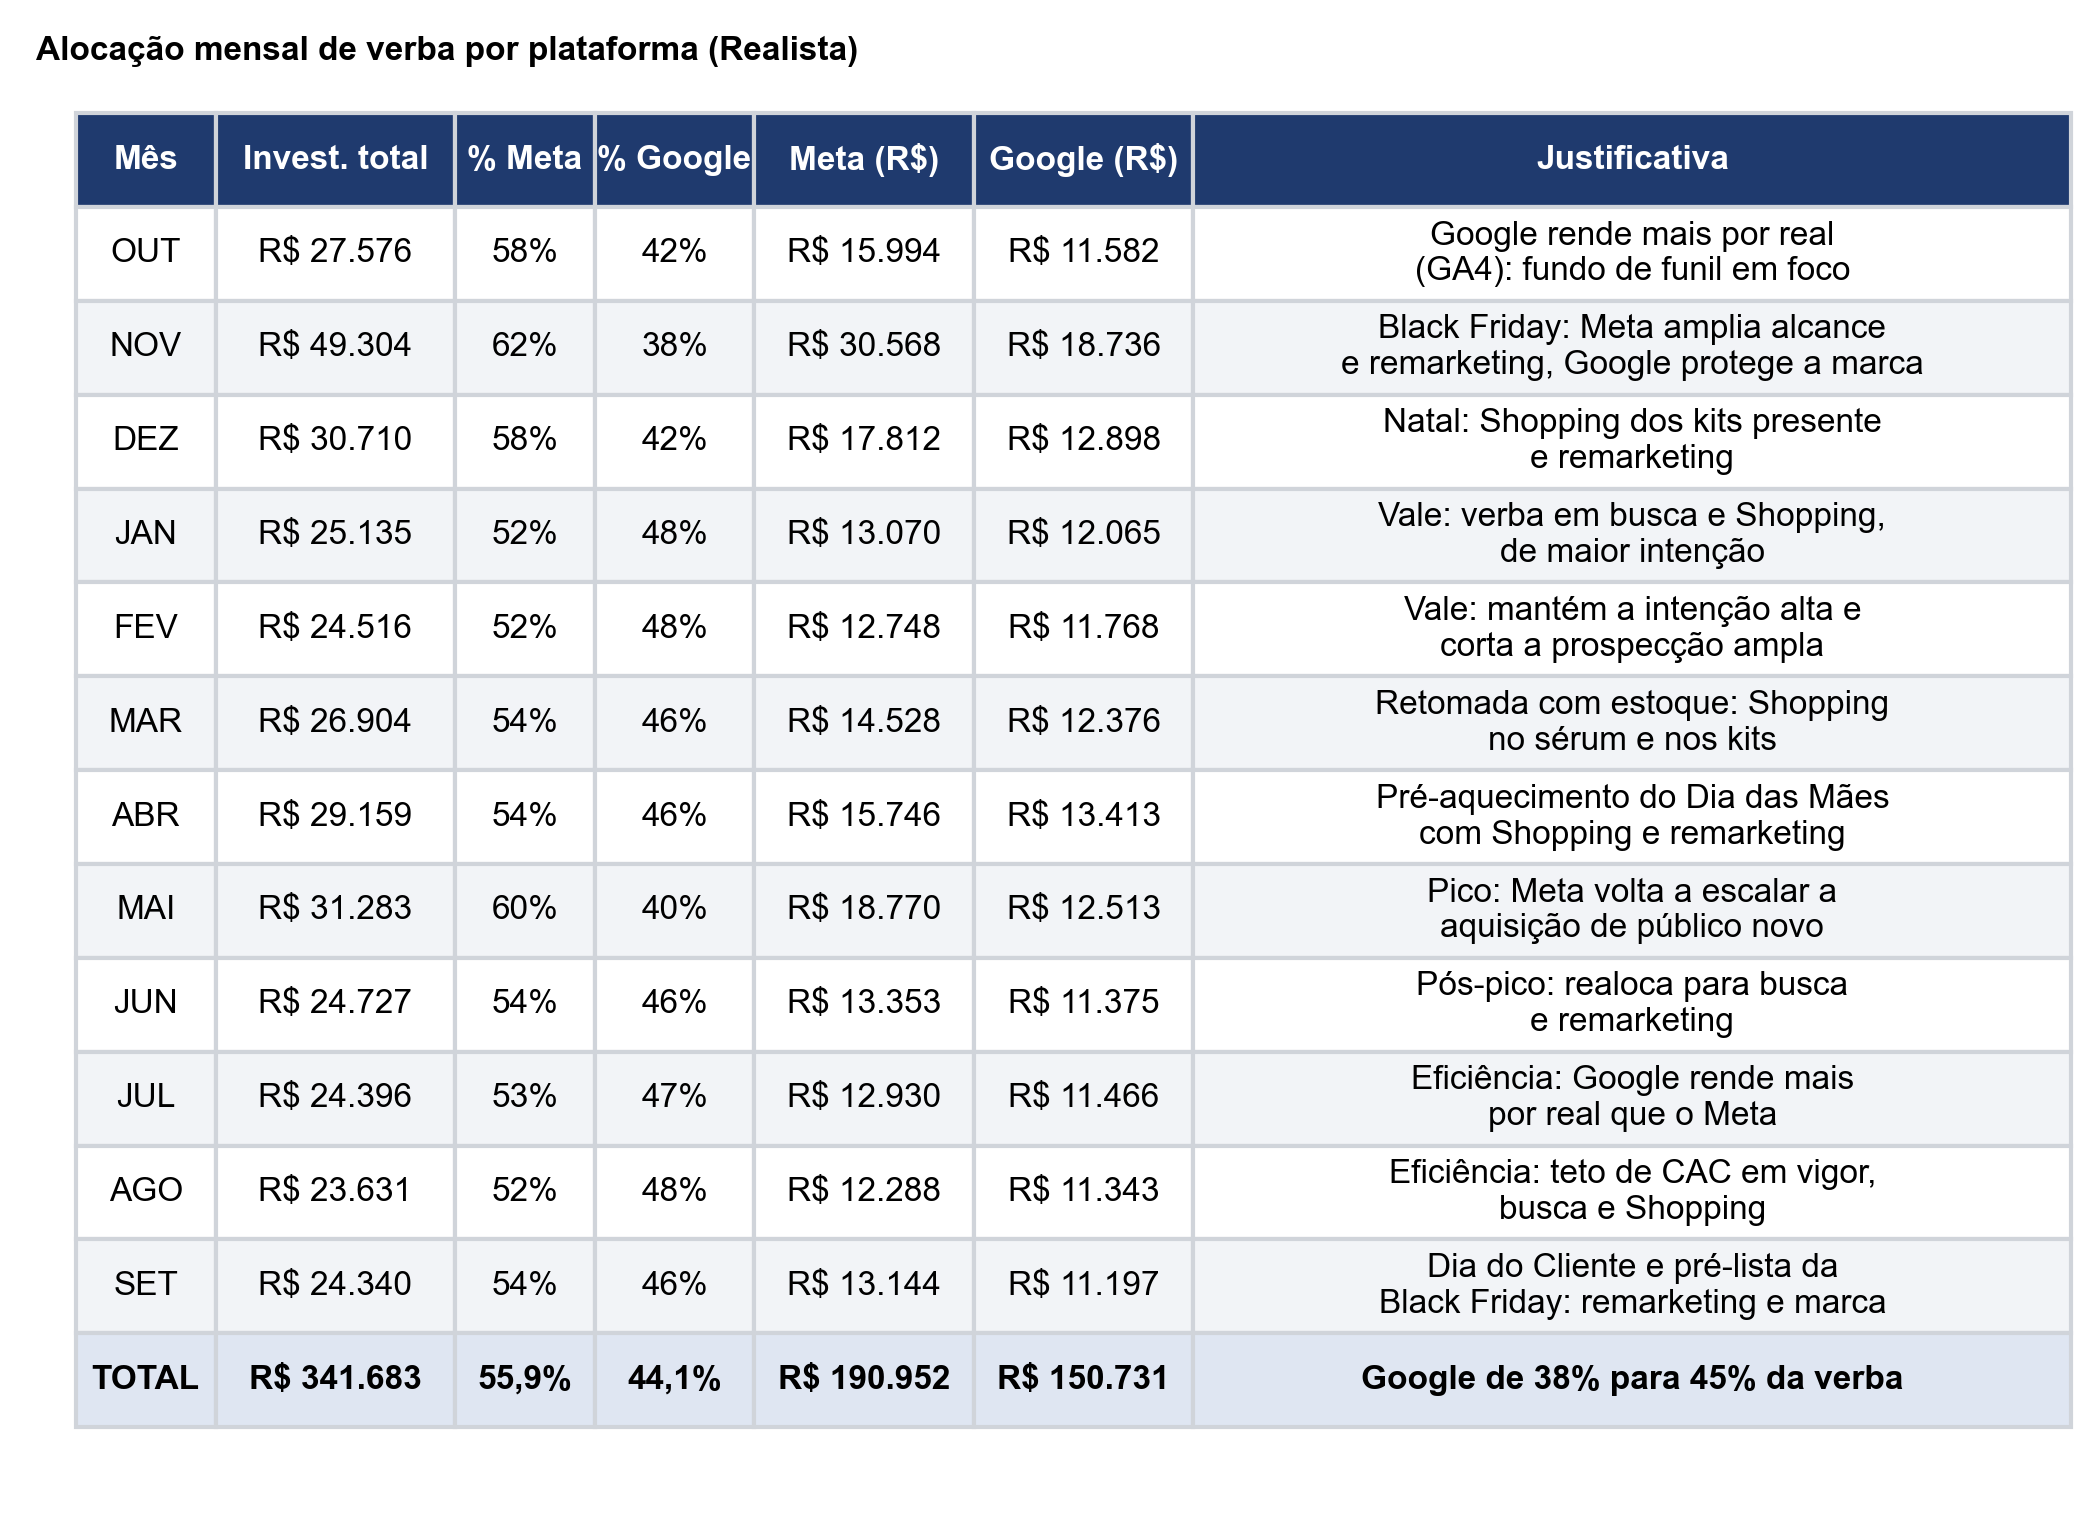 Alocação mensal de verba por plataforma (Realista)
Mês Invest. total % Meta % Google Meta (R$) Google (R$) Justificativa
OUT R$ 27.576 58% 42% R$ 15.994 R$ 11.582 Google rende mais por real
(GA4): fundo de funil em foco
NOV R$ 49.304 62% 38% R$ 30.568 R$ 18.736 Black Friday: Meta amplia alcance
e remarketing, Google protege a marca
DEZ R$ 30.710 58% 42% R$ 17.812 R$ 12.898 Natal: Shopping dos kits presente
e remarketing
JAN R$ 25.135 52% 48% R$ 13.070 R$ 12.065 Vale: verba em busca e Shopping,
de maior intenção
FEV R$ 24.516 52% 48% R$ 12.748 R$ 11.768 Vale: mantém a intenção alta e
corta a prospecção ampla
MAR R$ 26.904 54% 46% R$ 14.528 R$ 12.376 Retomada com estoque: Shopping
no sérum e nos kits
ABR R$ 29.159 54% 46% R$ 15.746 R$ 13.413 Pré-aquecimento do Dia das Mães
com Shopping e remarketing
MAI R$ 31.283 60% 40% R$ 18.770 R$ 12.513 Pico: Meta volta a escalar a
aquisição de público novo
JUN R$ 24.727 54% 46% R$ 13.353 R$ 11.375 Pós-pico: realoca para busca
e remarketing
JUL R$ 24.396 53% 47% R$ 12.930 R$ 11.466 Eficiência: Google rende mais
por real que o Meta
AGO R$ 23.631 52% 48% R$ 12.288 R$ 11.343 Eficiência: teto de CAC em vigor,
busca e Shopping
SET R$ 24.340 54% 46% R$ 13.144 R$ 11.197 Dia do Cliente e pré-lista da
Black Friday: remarketing e marca
TOTAL R$ 341.683 55,9% 44,1% R$ 190.952 R$ 150.731 Google de 38% para 45% da verba